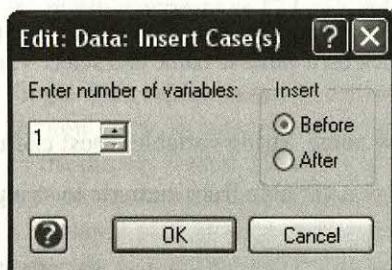 Edit: Data: Insert Case(s) ? X
Enter number of variables: Insert
1 Before
After
? OK Cancel